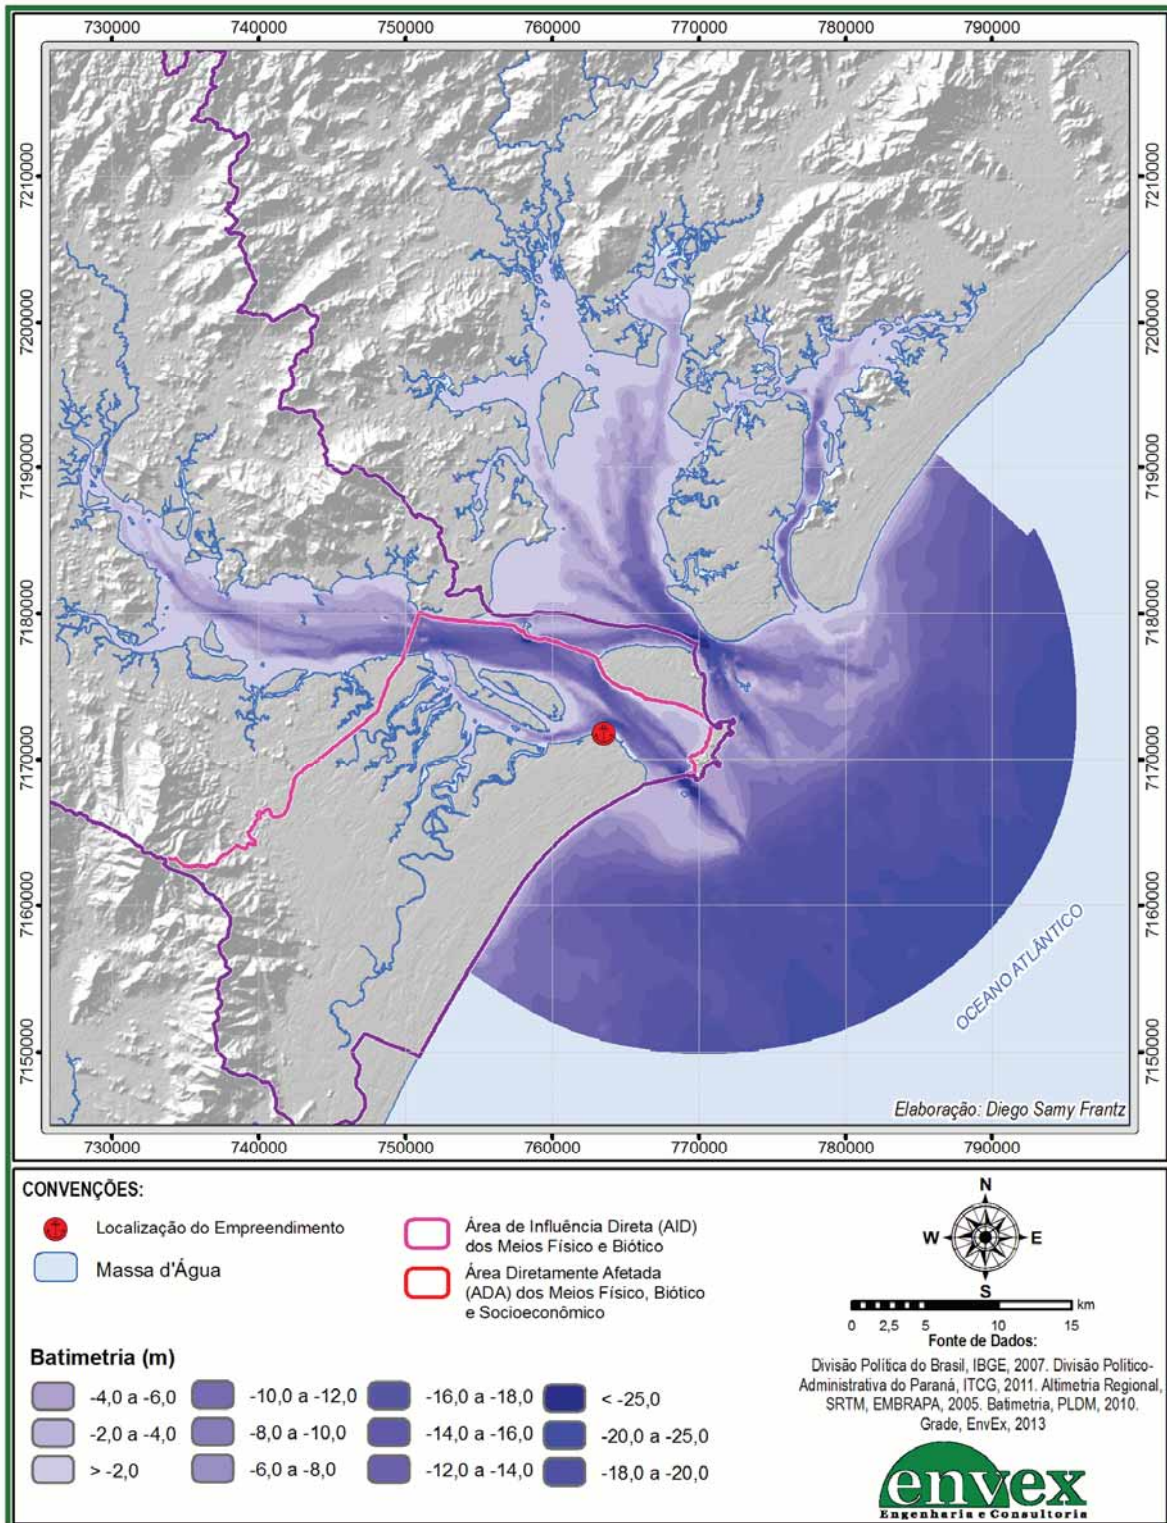 730000 740000 750000 760000 770000 780000 790000
7210000 7210000
7200000 7200000
7190000 7190000
7180000 7180000
7170000 7170000
7160000 7160000
7150000 7150000
OCEANO ATLÂNTICO
Elaboração: Diego Samy Frantz
730000 740000 750000 760000 770000 780000 790000
CONVENÇÕES:
Localização do Empreendimento
Massa d'Água
Área de Influência Direta (AID)
dos Meios Físico e Biótico
Área Diretamente Afetada
(ADA) dos Meios Físico, Biótico
e Socioeconômico
Batimetria (m)
-4,0 a -6,0
-2,0 a -4,0
> -2,0
-10,0 a -12,0
-8,0 a -10,0
-6,0 a -8,0
-16,0 a -18,0
-14,0 a -16,0
-12,0 a -14,0
< -25,0
-20,0 a -25,0
-18,0 a -20,0
N
W E
S
km
0 2,5 5 10 15
Fonte de Dados:
Divisão Política do Brasil, IBGE, 2007. Divisão Político-
Administrativa do Paraná, ITCG, 2011. Altimetria Regional,
SRTM, EMBRAPA, 2005. Batimetria, PLDM, 2010.
Grade, EnvEx, 2013
envex
Engenharia e Consultoria